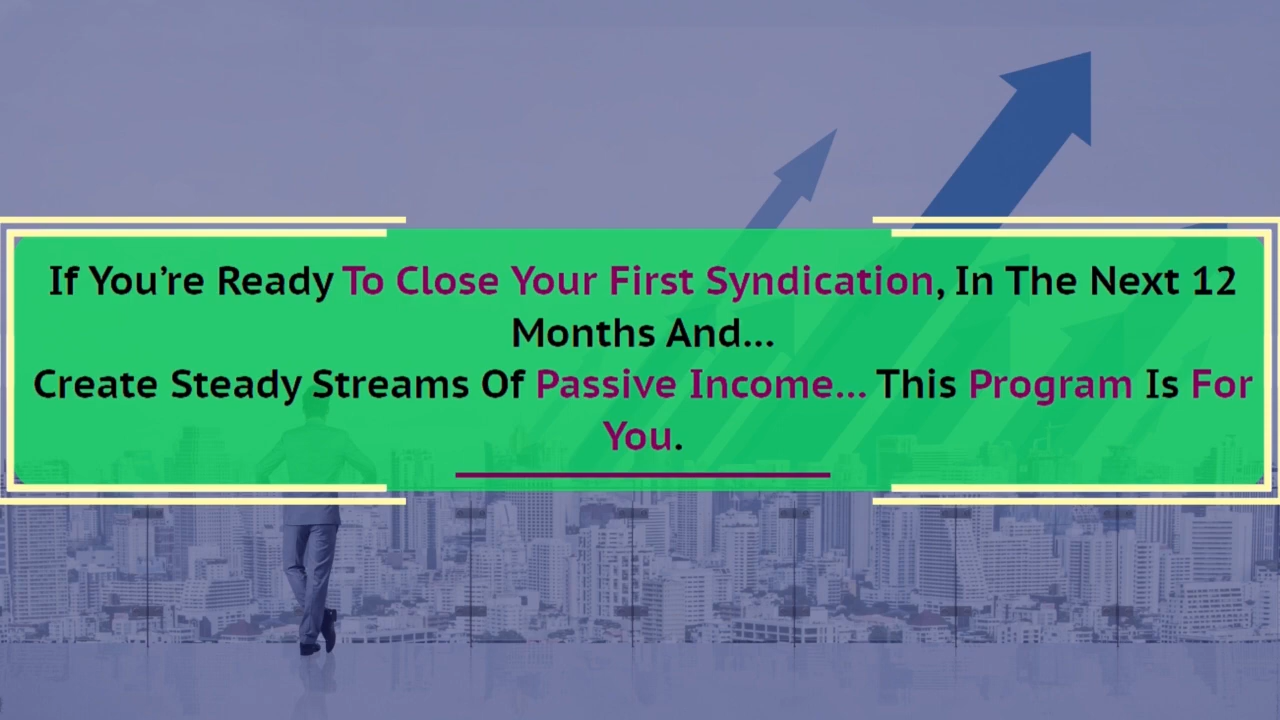 If You’re Ready To Close Your First Syndication, In The Next 12
Months And...
Create Steady Streams Of Passive Income... This Program Is For
You.